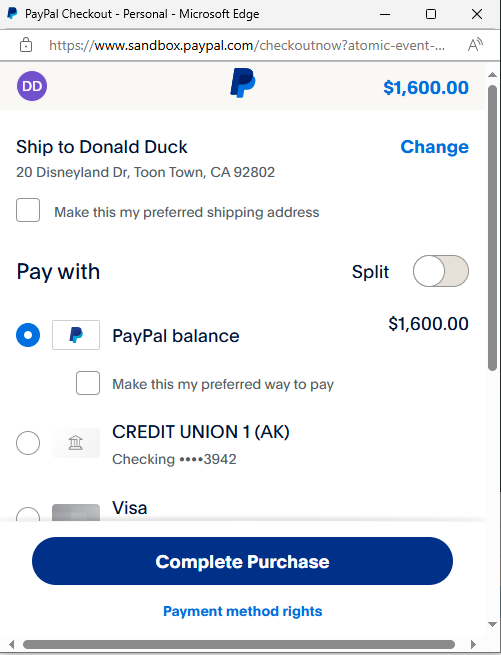 PayPal Checkout - Personal - Microsoft Edge
https://www.sandbox.paypal.com/checkoutnow?atomic-event-...
A
DD
$1,600.00
Ship to Donald Duck
Change
20 Disneyland Dr, Toon Town, CA 92802
Make this my preferred shipping address
Pay with
Split
$1,600.00
PayPal balance
Make this my preferred way to pay
CREDIT UNION 1 (AK)
Checking ••••3942
Visa
Complete Purchase
Payment method rights